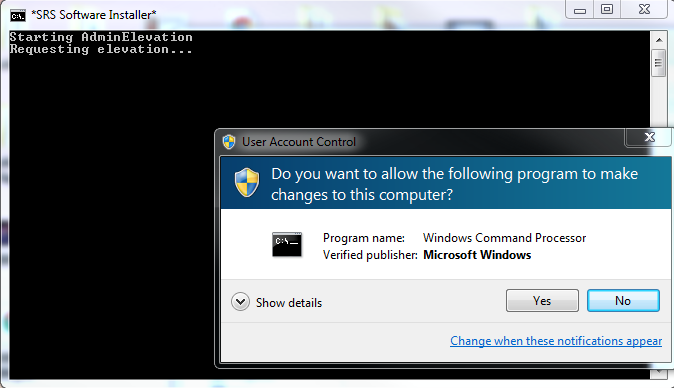 *SRS Software Installer*
Starting AdminElevation
Requesting elevation...
User Account Control
Do you want to allow the following program to make
changes to this computer?
C:\_
Program name: Windows Command Processor
Verified publisher: Microsoft Windows
Show details
Yes No
Change when these notifications appear